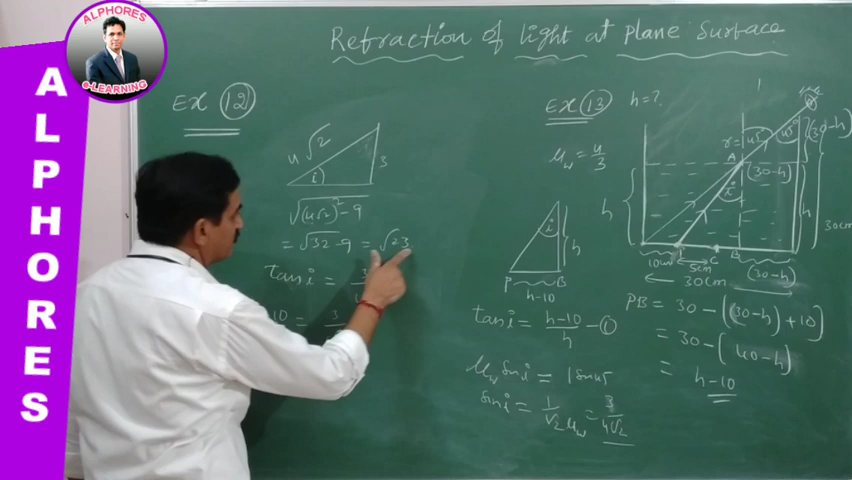 ALPHORES
e-LEARNING
ALPHORES
Refraction of light at plane Surface
Ex 12
4√2
3
i
√(4√2)² - 9
= √32-9 = √23
tan i = 3
10 = 3
Ex 13 h=?
μw = 4/3
i
h
P B
h-10
tan i = h-10/h - ①
μw sin i = 1 sin 45
sin i = 1/√2 μw = 3/4√2
r=45°
45°
(30-h)
A
(30-h)
i
h
h
30cm
10cm
5cm
C
B
(30-h)
30cm
PB = 30 - [(30-h)+10]
= 30 - [40-h]
= h-10